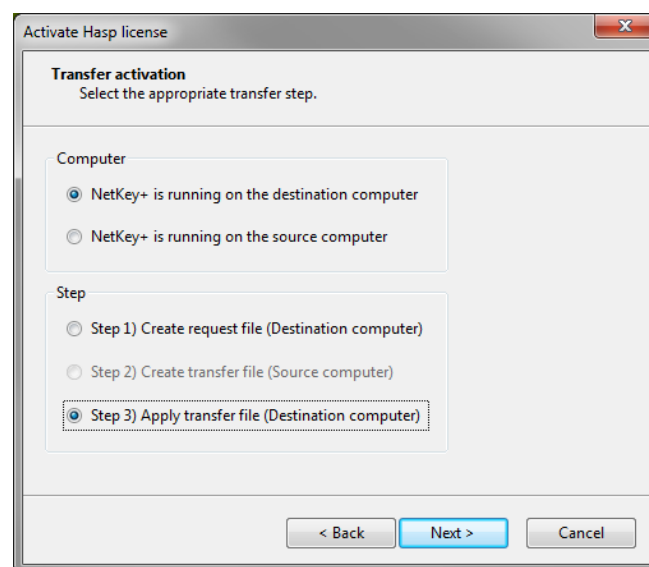 Activate Hasp license
Transfer activation
Select the appropriate transfer step.
Computer
NetKey+ is running on the destination computer
NetKey+ is running on the source computer
Step
Step 1) Create request file (Destination computer)
Step 2) Create transfer file (Source computer)
Step 3) Apply transfer file (Destination computer)
< Back Next > Cancel